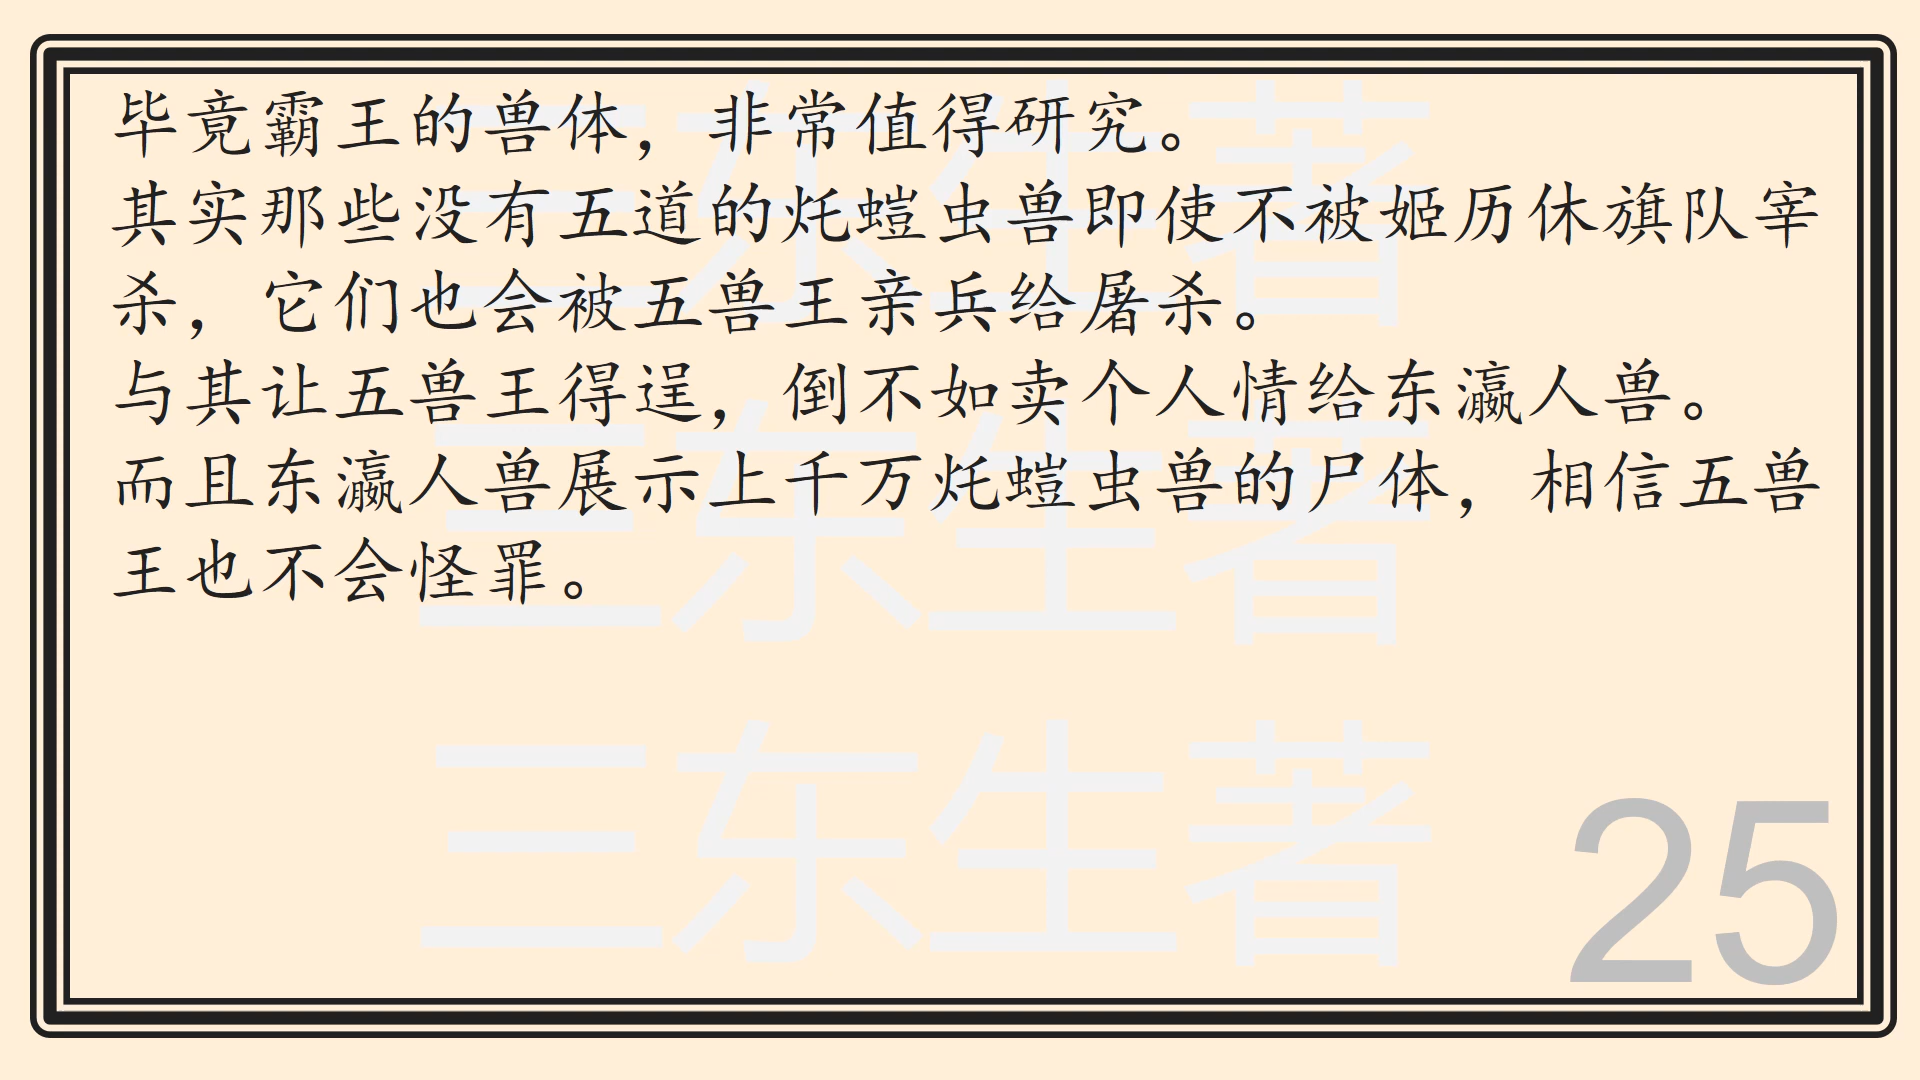 毕竟霸王的兽体，非常值得研究。
其实那些没有五道的灹螘虫兽即使不被姬历休旗队宰
杀，它们也会被五兽王亲兵给屠杀。
与其让五兽王得逞，倒不如卖个人情给东瀛人兽。
而且东瀛人兽展示上千万灹螘虫兽的尸体，相信五兽
王也不会怪罪。
三东生著
三东生著
三东生著
25